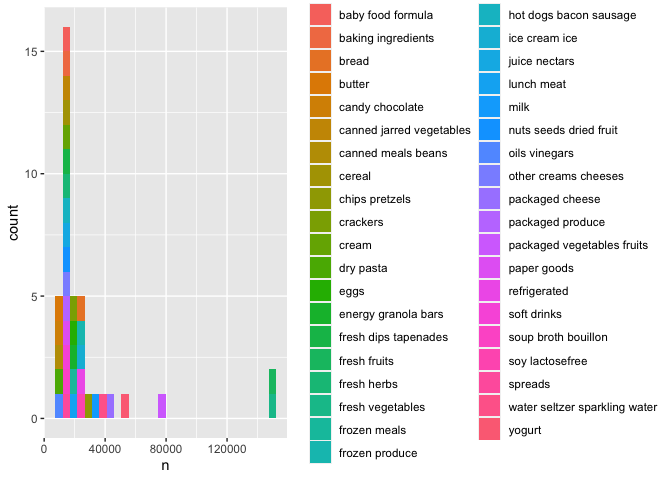 15
10
5
0
count
0
40000
80000
120000
n
baby food formula
baking ingredients
bread
butter
candy chocolate
canned jarred vegetables
canned meals beans
cereal
chips pretzels
crackers
cream
dry pasta
eggs
energy granola bars
fresh dips tapenades
fresh fruits
fresh herbs
fresh vegetables
frozen meals
frozen produce
hot dogs bacon sausage
ice cream ice
juice nectars
lunch meat
milk
nuts seeds dried fruit
oils vinegars
other creams cheeses
packaged cheese
packaged produce
packaged vegetables fruits
paper goods
refrigerated
soft drinks
soup broth bouillon
soy lactosefree
spreads
water seltzer sparkling water
yogurt